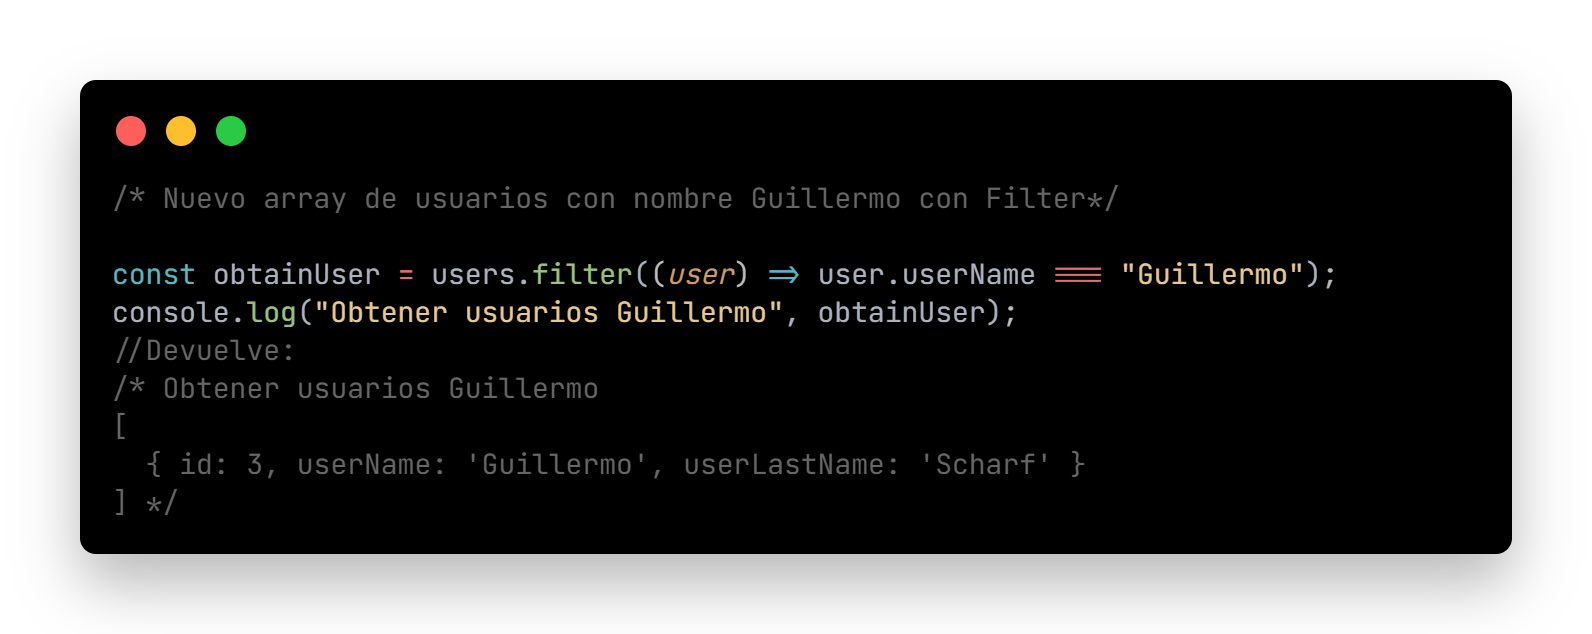 /* Nuevo array de usuarios con nombre Guillermo con Filter*/
const obtainUser = users.filter((user) => user.userName === "Guillermo");
console.log("Obtener usuarios Guillermo", obtainUser);
//Devuelve:
/* Obtener usuarios Guillermo
[
  { id: 3, userName: 'Guillermo', userLastName: 'Scharf' }
] */